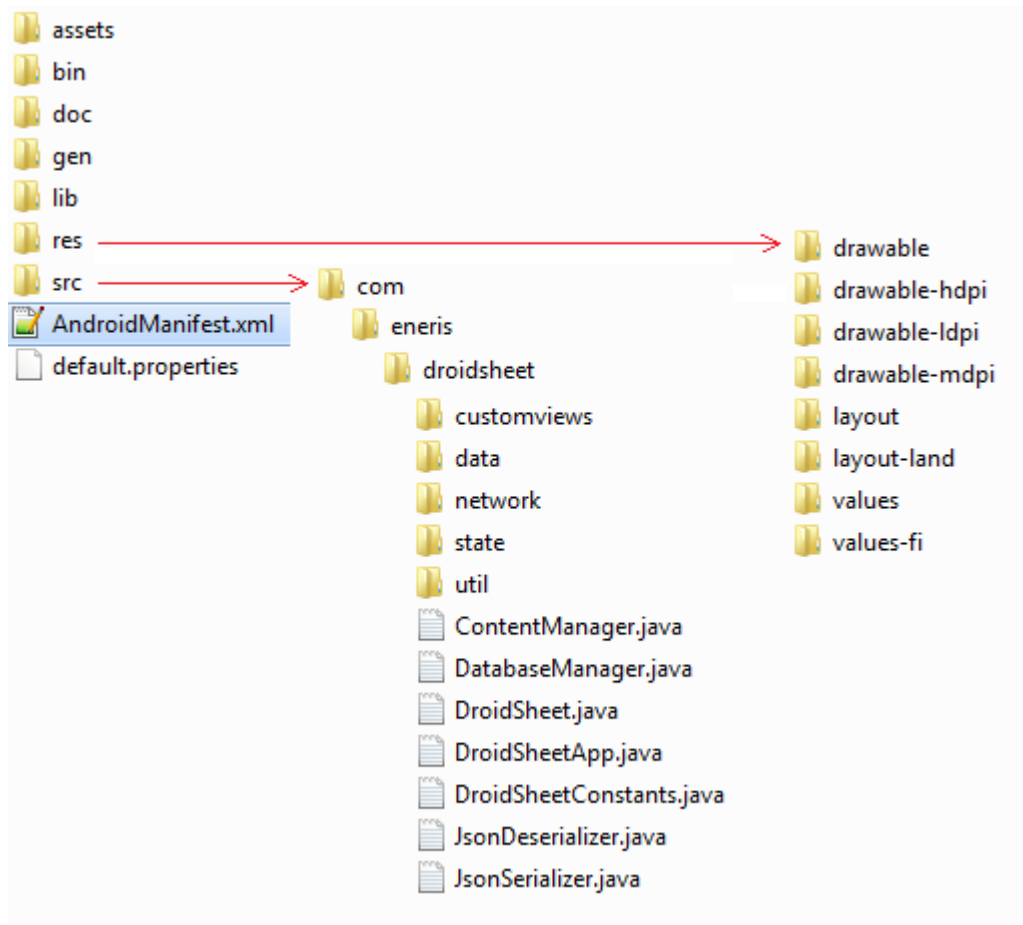 assets
bin
doc
gen
lib
res
src
AndroidManifest.xml
default.properties
com
eneris
droidsheet
customviews
data
network
state
util
ContentManager.java
DatabaseManager.java
DroidSheet.java
DroidSheetApp.java
DroidSheetConstants.java
JsonDeserializer.java
JsonSerializer.java
drawable
drawable-hdpi
drawable-ldpi
drawable-mdpi
layout
layout-land
values
values-fi